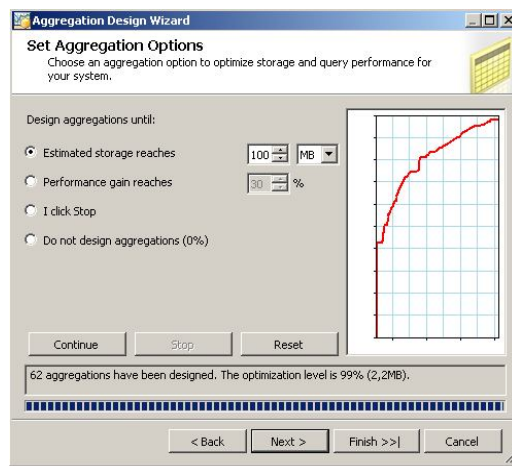 Aggregation Design Wizard
Set Aggregation Options
Choose an aggregation option to optimize storage and query performance for
your system.
Design aggregations until:
Estimated storage reaches 100 MB
Performance gain reaches 30 %
I click Stop
Do not design aggregations (0%)
Continue Stop Reset
62 aggregations have been designed. The optimization level is 99% (2,2MB).
< Back Next > Finish >>| Cancel